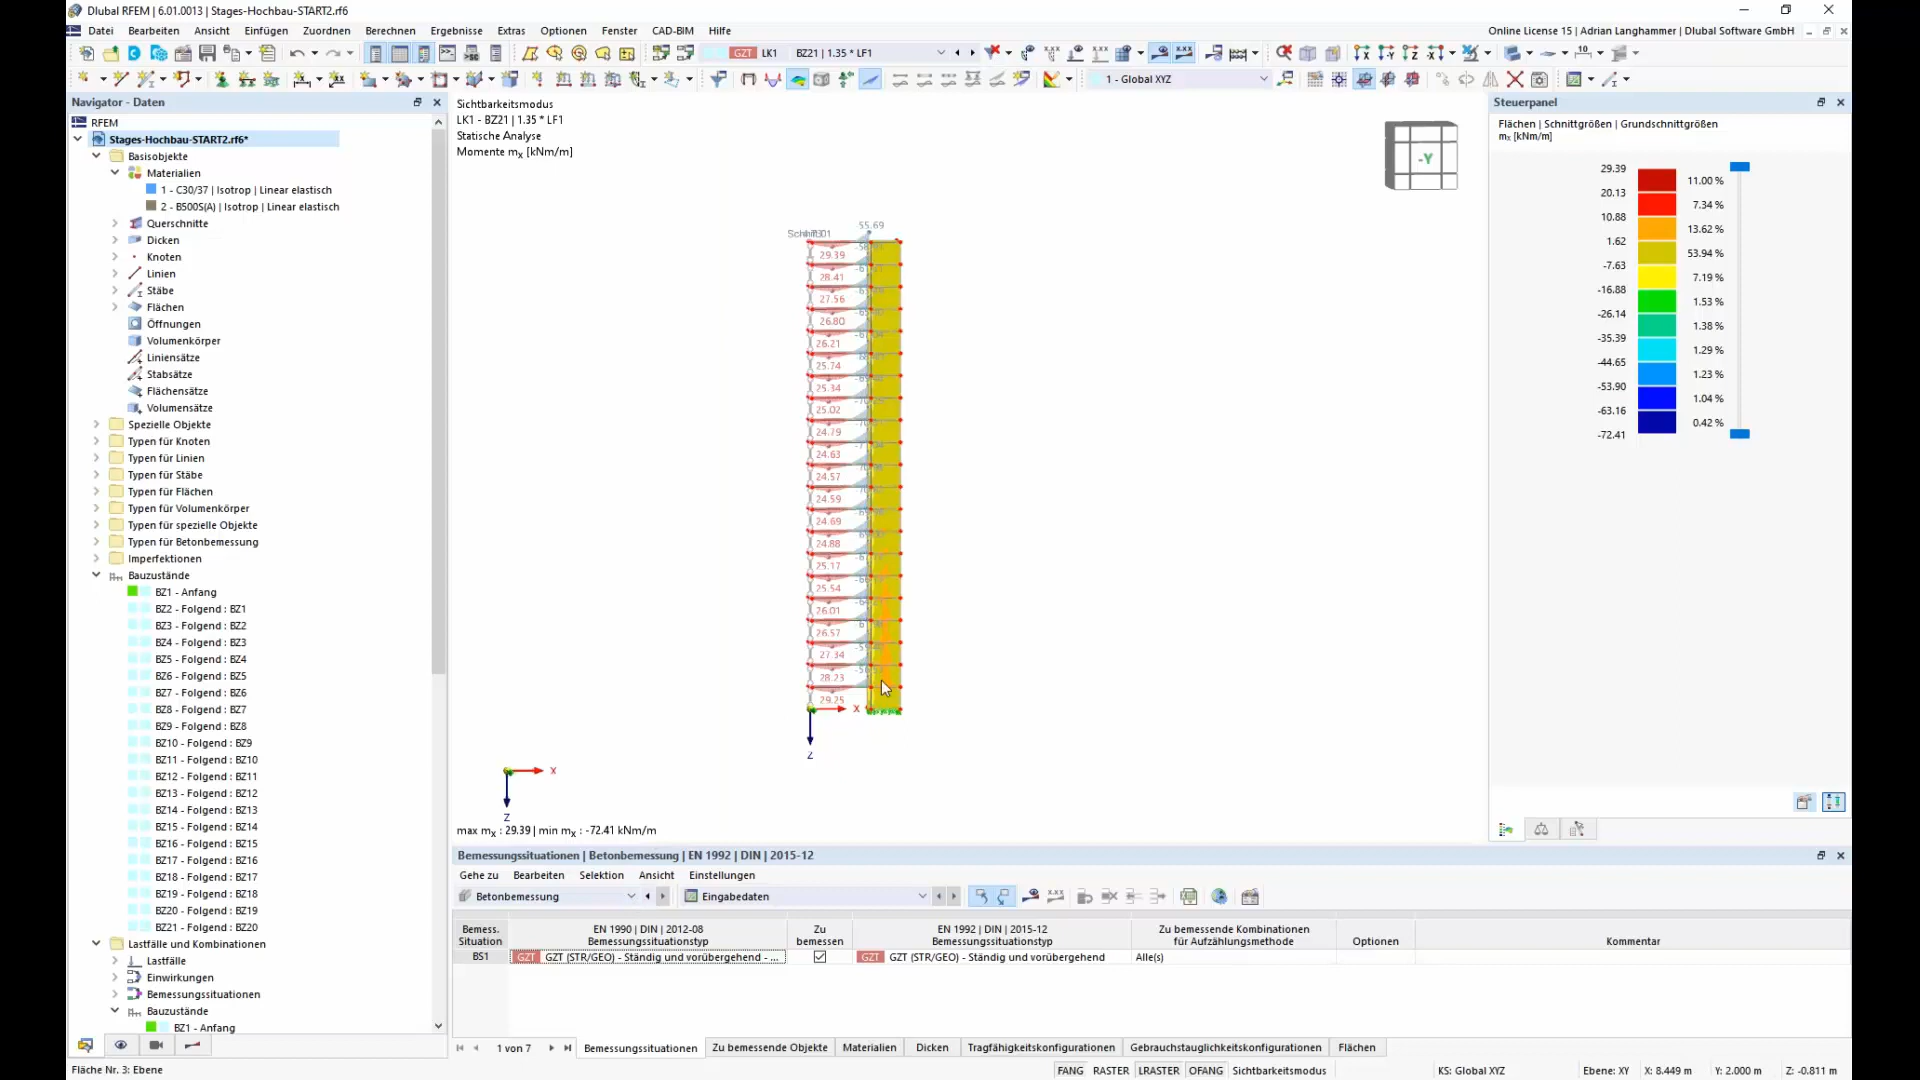 Dlubal RFEM | 6.01.0013 | Stages-Hochbau-START2.rf6
Datei Bearbeiten Ansicht Einfügen Zuordnen Berechnen Ergebnisse Extras Optionen Fenster CAD-BIM Hilfe
Online License 15 | Adrian Langhammer | Dlubal Software GmbH
GZT LK1 BZ21 | 1.35 * LF1
1 - Global XYZ
Navigator - Daten
RFEM
Stages-Hochbau-START2.rf6*
Basisobjekte
Materialien
1 - C30/37 | Isotrop | Linear elastisch
2 - B500S(A) | Isotrop | Linear elastisch
Querschnitte
Dicken
Knoten
Linien
Stäbe
Flächen
Öffnungen
Volumenkörper
Liniensätze
Stabsätze
Flächensätze
Volumensätze
Spezielle Objekte
Typen für Knoten
Typen für Linien
Typen für Stäbe
Typen für Flächen
Typen für Volumenkörper
Typen für spezielle Objekte
Typen für Betonbemessung
Imperfektionen
Bauzustände
BZ1 - Anfang
BZ2 - Folgend : BZ1
BZ3 - Folgend : BZ2
BZ4 - Folgend : BZ3
BZ5 - Folgend : BZ4
BZ6 - Folgend : BZ5
BZ7 - Folgend : BZ6
BZ8 - Folgend : BZ7
BZ9 - Folgend : BZ8
BZ10 - Folgend : BZ9
BZ11 - Folgend : BZ10
BZ12 - Folgend : BZ11
BZ13 - Folgend : BZ12
BZ14 - Folgend : BZ13
BZ15 - Folgend : BZ14
BZ16 - Folgend : BZ15
BZ17 - Folgend : BZ16
BZ18 - Folgend : BZ17
BZ19 - Folgend : BZ18
BZ20 - Folgend : BZ19
BZ21 - Folgend : BZ20
Lastfälle und Kombinationen
Lastfälle
Einwirkungen
Bemessungssituationen
Bauzustände
BZ1 - Anfang
Sichtbarkeitsmodus
LK1 - BZ21 | 1.35 * LF1
Statische Analyse
Momente mx [kNm/m]
-Y
55.69
29.39
28.41
27.56
26.80
26.21
25.74
25.34
25.02
24.79
24.63
24.57
24.59
24.69
24.88
25.17
25.54
26.01
26.57
27.34
28.23
29.25
X
Z
X
Z
max mx : 29.39 | min mx : -72.41 kNm/m
Steuerpanel
Flächen | Schnittgrößen | Grundschnittgrößen
mx [kNm/m]
29.39
11.00 %
20.13
7.34 %
10.88
13.62 %
1.62
53.94 %
-7.63
7.19 %
-16.88
1.53 %
-26.14
1.38 %
-35.39
1.29 %
-44.65
1.23 %
-53.90
1.04 %
-63.16
0.42 %
-72.41
Bemessungssituationen | Betonbemessung | EN 1992 | DIN | 2015-12
Gehe zu Bearbeiten Selektion Ansicht Einstellungen
Betonbemessung Eingabedaten
Bemess. Situation
EN 1990 | DIN | 2012-08 Bemessungssituationtyp
Zu bemessen
EN 1992 | DIN | 2015-12 Bemessungssituationtyp
Zu bemessende Kombinationen für Aufzählungsmethode
Optionen
Kommentar
BS1 GZT GZT (STR/GEO) - Ständig und vorübergehend - ... GZT GZT (STR/GEO) - Ständig und vorübergehend Alle(s)
1 von 7 Bemessungssituationen Zu bemessende Objekte Materialien Dicken Tragfähigkeitskonfigurationen Gebrauchstauglichkeitskonfigurationen Flächen
Fläche Nr. 3: Ebene
FANG RASTER LRASTER OFANG Sichtbarkeitsmodus KS: Global XYZ Ebene: XY X: 8.449 m Y: 2.000 m Z: -0.811 m